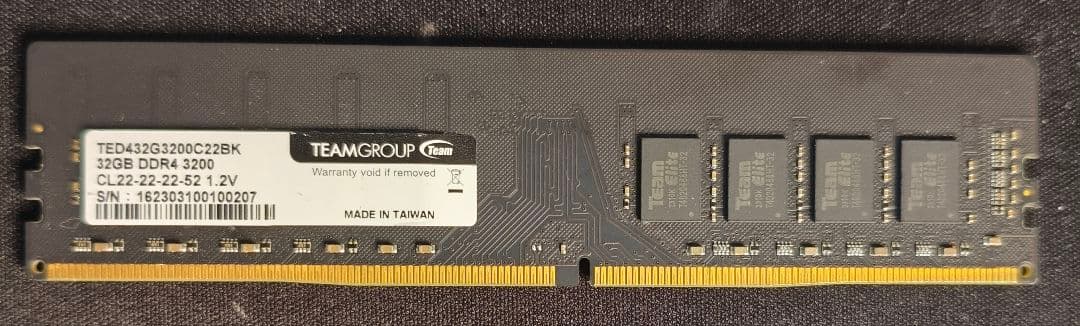 TED432G3200C22BK
32GB DDR4 3200
CL22-22-22-52 1.2V
S/N : 162303100100207
TEAMGROUP Team
Warranty void if removed
MADE IN TAIWAN
Team
Elite
Team
Elite
Team
Elite
Team
Elite